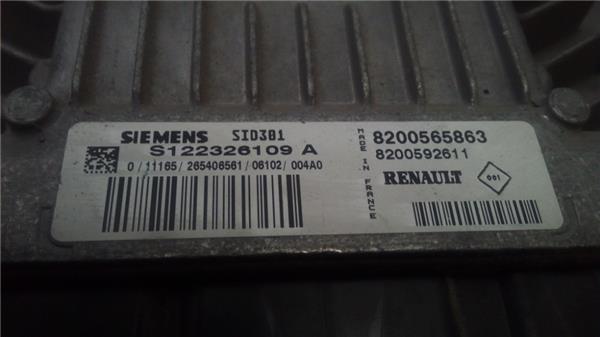 SIEMENS SID301
S122326109 A
0/11165/265406561/06102/004A0
MADE IN FRANCE
8200565863
8200592611
RENAULT
001